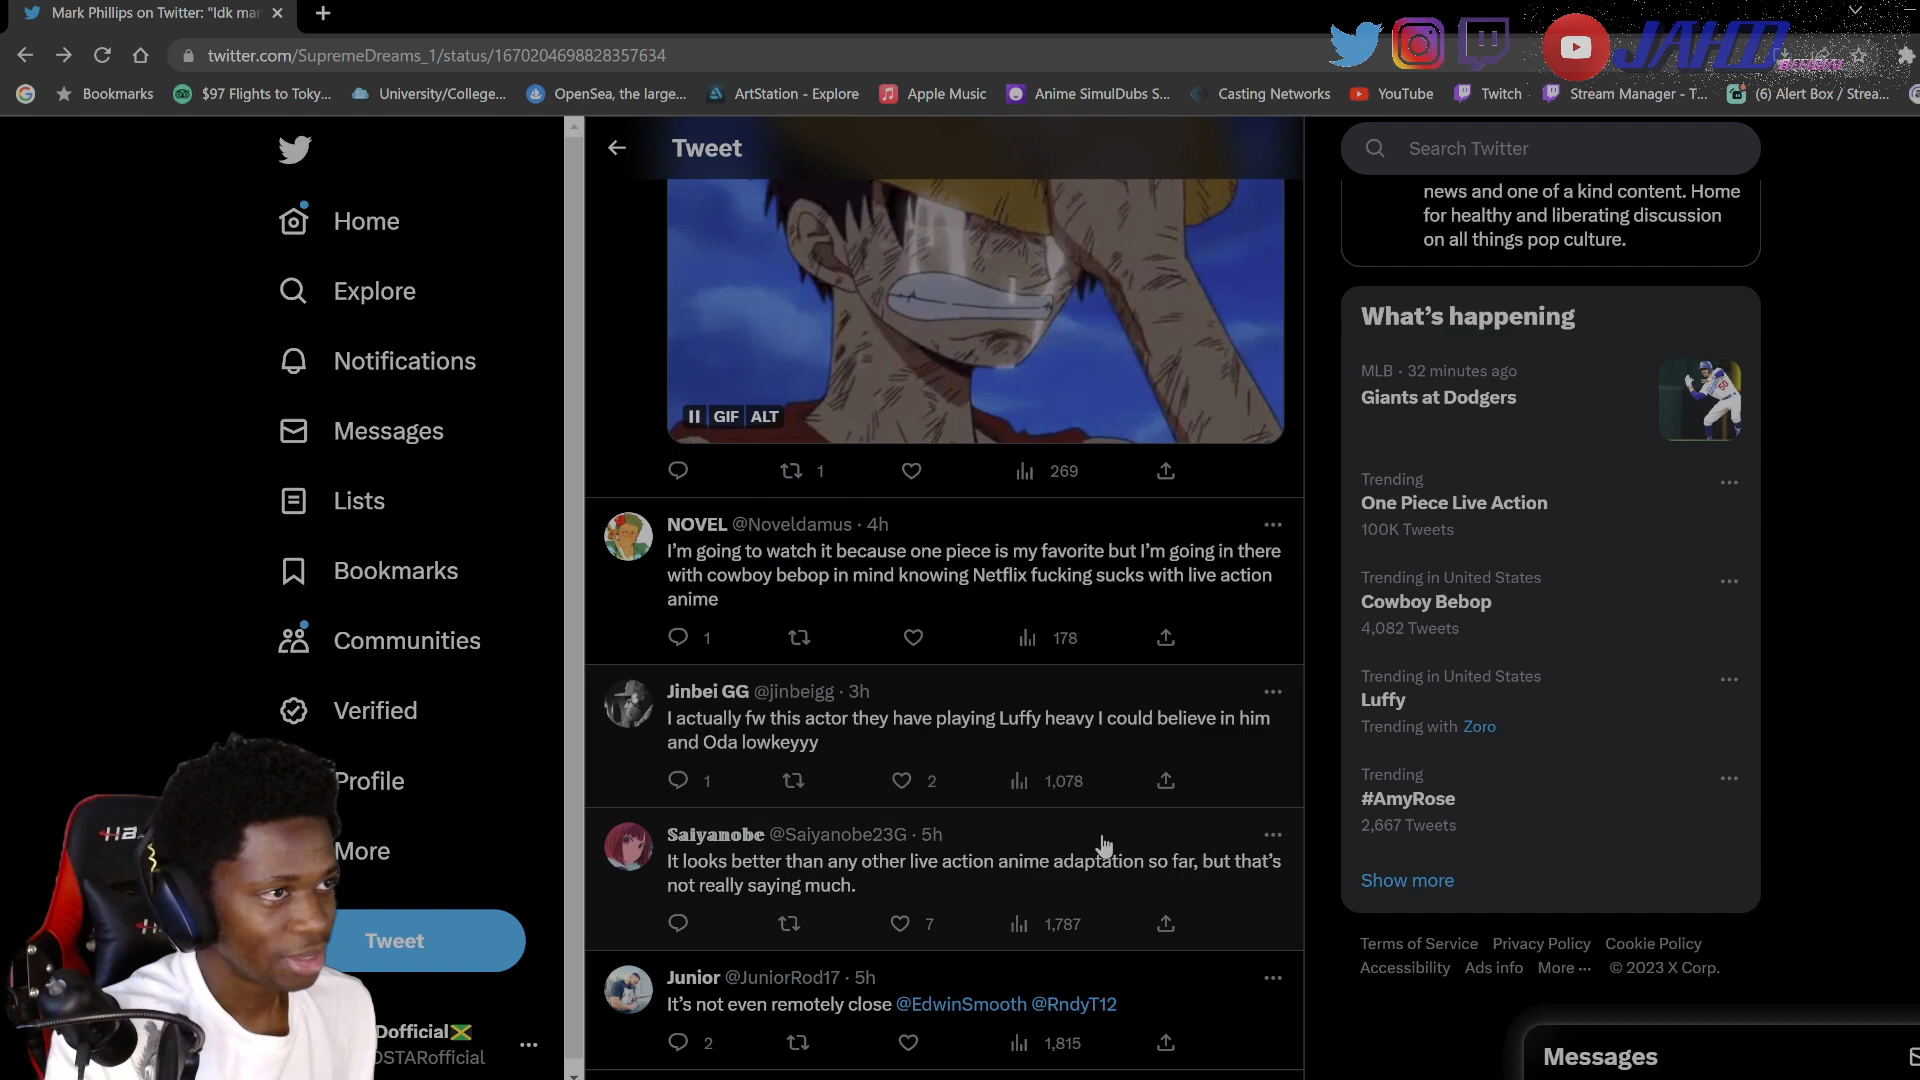 Mark Phillips on Twitter: "Idk mar
twitter.com/SupremeDreams_1/status/1670204698828357634
JAHD
OFFICIAL
Bookmarks
$97 Flights to Toky...
University/College...
OpenSea, the large...
ArtStation - Explore
Apple Music
Anime SimulDubs S...
Casting Networks
YouTube
Twitch
Stream Manager - T...
(6) Alert Box / Strea...
Home
Explore
Notifications
Messages
Lists
Bookmarks
Communities
Verified
Profile
More
Tweet
Dofficial
OSTARofficial
Tweet
GIF ALT
1 269
NOVEL @Noveldamus · 4h
I'm going to watch it because one piece is my favorite but I'm going in there
with cowboy bebop in mind knowing Netflix fucking sucks with live action
anime
1 178
Jinbei GG @jinbeigg · 3h
I actually fw this actor they have playing Luffy heavy I could believe in him
and Oda lowkeyyy
1 2 1,078
Saiyanobe @Saiyanobe23G · 5h
It looks better than any other live action anime adaptation so far, but that's
not really saying much.
7 1,787
Junior @JuniorRod17 · 5h
It's not even remotely close @EdwinSmooth @RndyT12
2 1,815
Search Twitter
news and one of a kind content. Home
for healthy and liberating discussion
on all things pop culture.
What's happening
MLB · 32 minutes ago
Giants at Dodgers
Trending
One Piece Live Action
100K Tweets
Trending in United States
Cowboy Bebop
4,082 Tweets
Trending in United States
Luffy
Trending with Zoro
Trending
#AmyRose
2,667 Tweets
Show more
Terms of Service Privacy Policy Cookie Policy
Accessibility Ads info More ··· © 2023 X Corp.
Messages